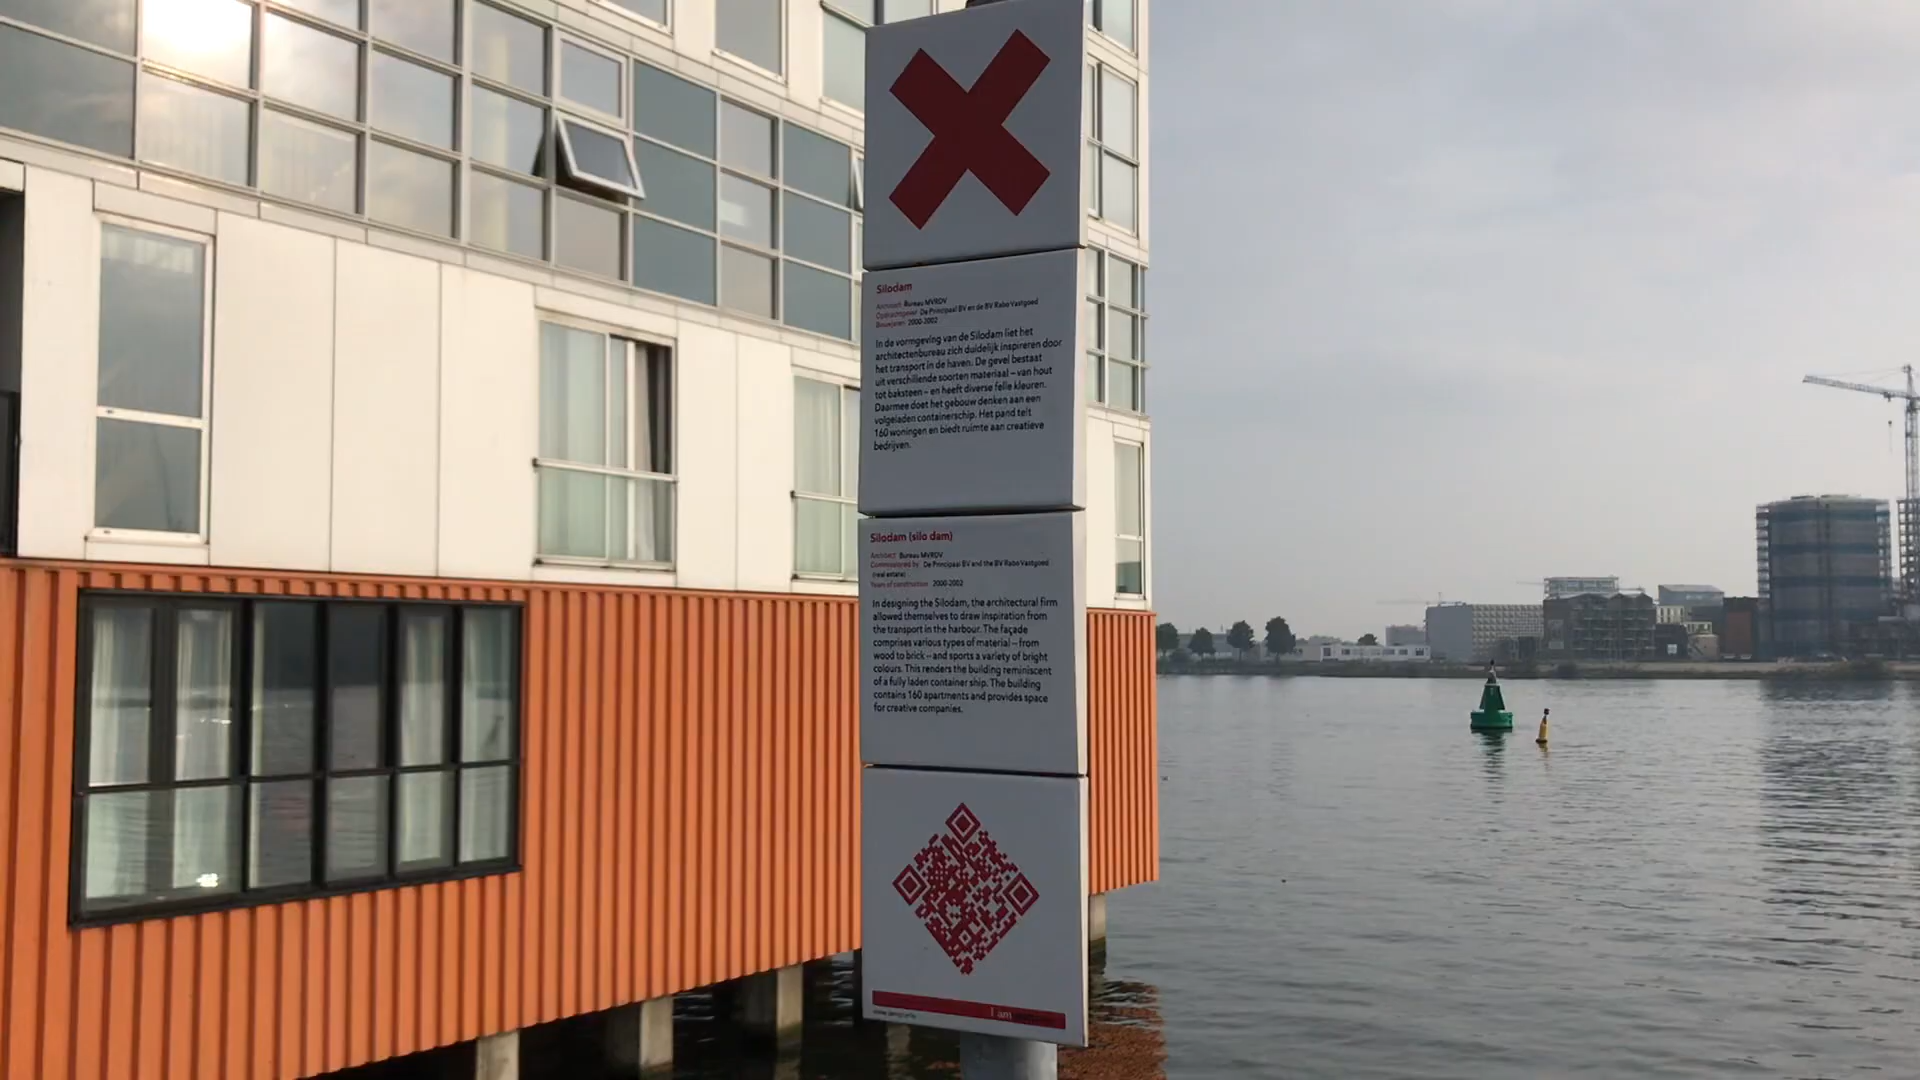 Silodam
Architect Bureau MVRDV
Opdrachtgever De Principaal BV en de BV Rabo Vastgoed
Bouwjaren 2000-2002
In de vormgeving van de Silodam liet het
architectenbureau zich duidelijk inspireren door
het transport in de haven. De gevel bestaat
uit verschillende soorten materiaal – van hout
tot baksteen – en heeft diverse felle kleuren.
Daarmee doet het gebouw denken aan een
volgeladen containerschip. Het pand telt
160 woningen en biedt ruimte aan creatieve
bedrijven.
Silodam (silo dam)
Architect Bureau MVRDV
Commissioned by De Principaal BV and the BV Rabo Vastgoed
(real estate)
Years of construction 2000-2002
In designing the Silodam, the architectural firm
allowed themselves to draw inspiration from
the transport in the harbour. The façade
comprises various types of material – from
wood to brick – and sports a variety of bright
colours. This renders the building reminiscent
of a fully laden container ship. The building
contains 160 apartments and provides space
for creative companies.
I am